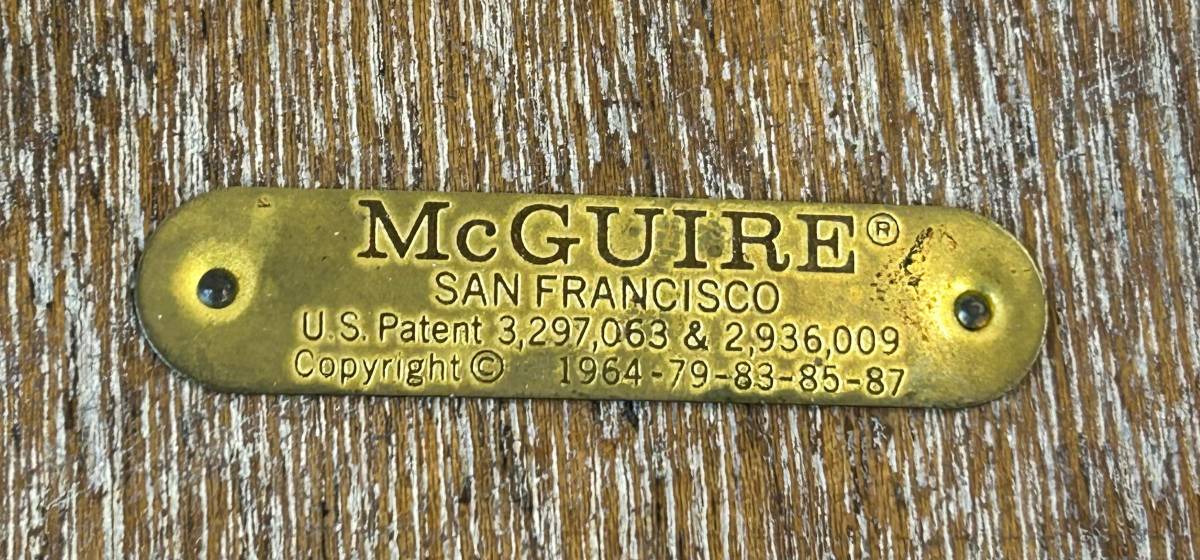 McGUIRE®
SAN FRANCISCO
U.S. Patent 3,297,063 & 2,936,009
Copyright © 1964-79-83-85-87